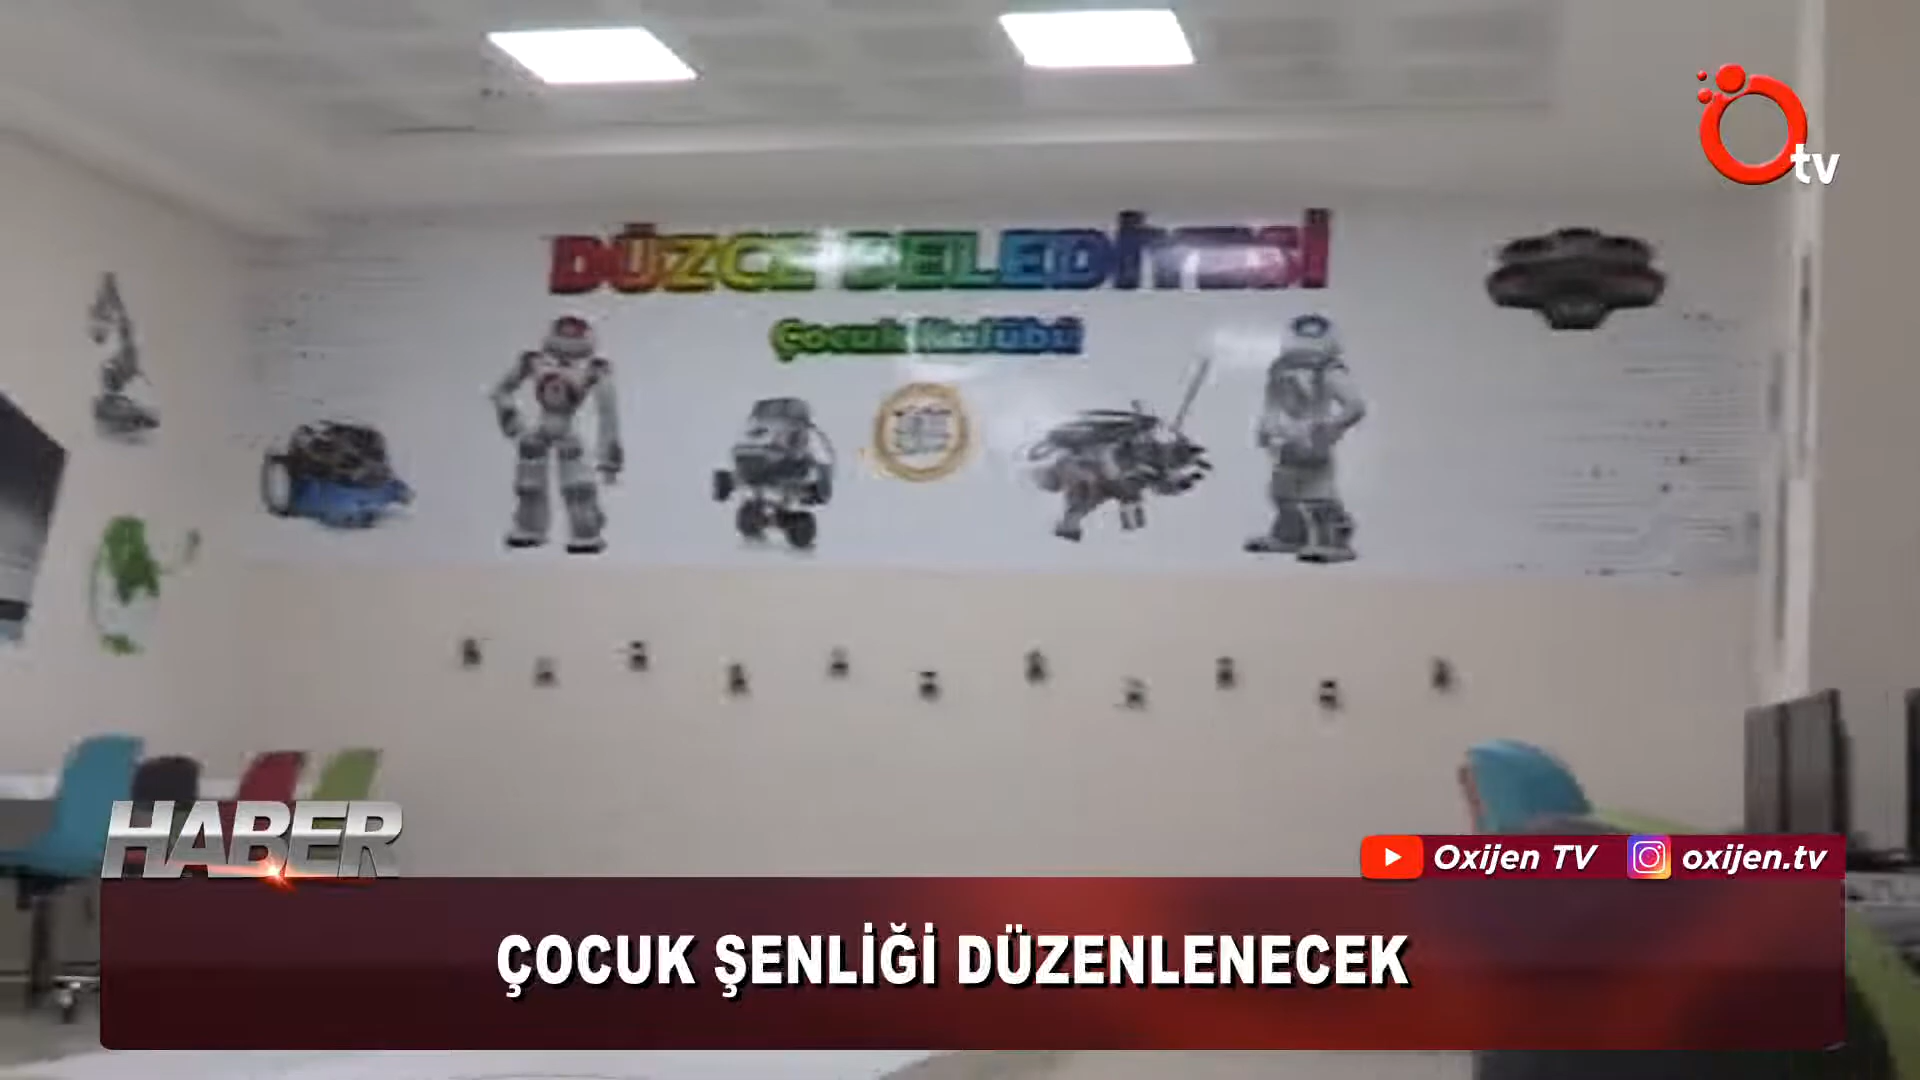 tv
DÜZCE BELEDİYESİ
Çocuk Kulübü
HABER
Oxijen TV
oxijen.tv
ÇOCUK ŞENLİĞİ DÜZENLENECEK